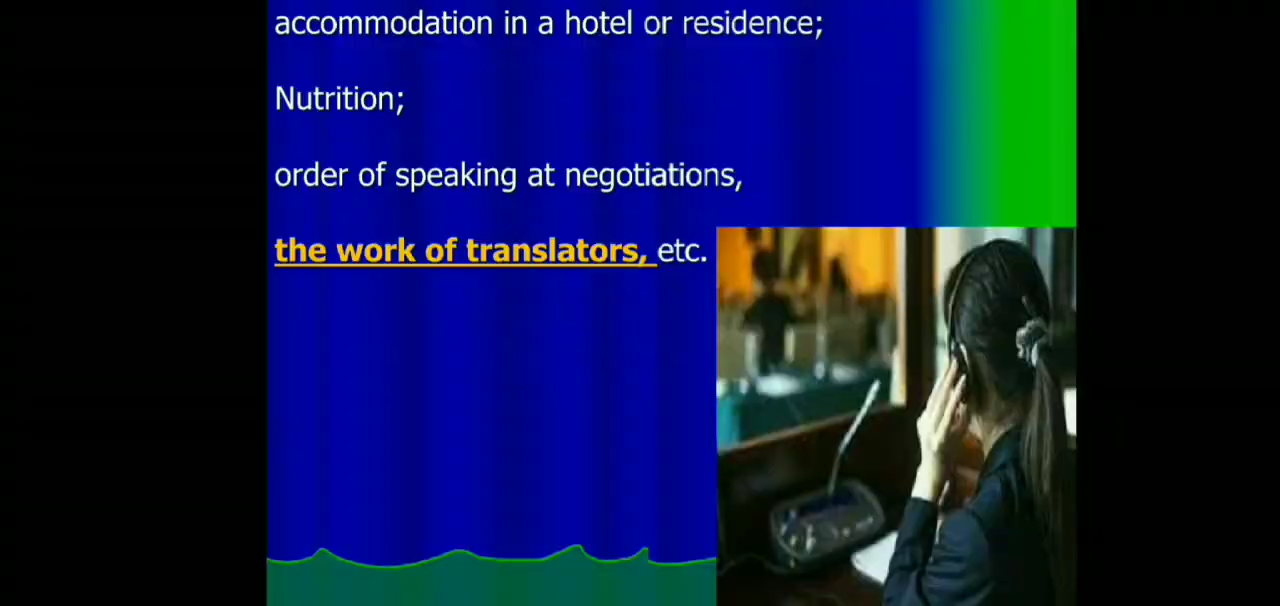 accommodation in a hotel or residence;
Nutrition;
order of speaking at negotiations,
the work of translators, etc.